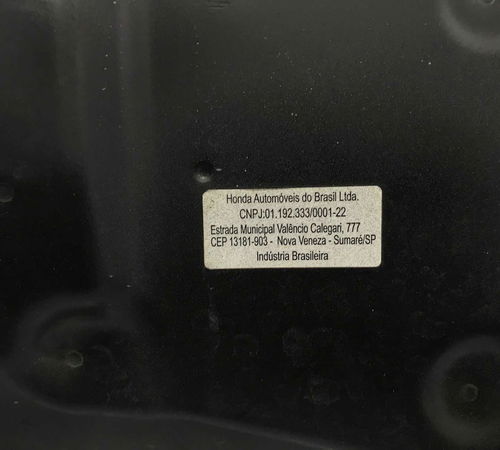 Honda Automóveis do Brasil Ltda.
CNPJ:01.192.333/0001-22
Estrada Municipal Valêncio Calegari, 777
CEP 13181-903 - Nova Veneza - Sumaré/SP
Indústria Brasileira